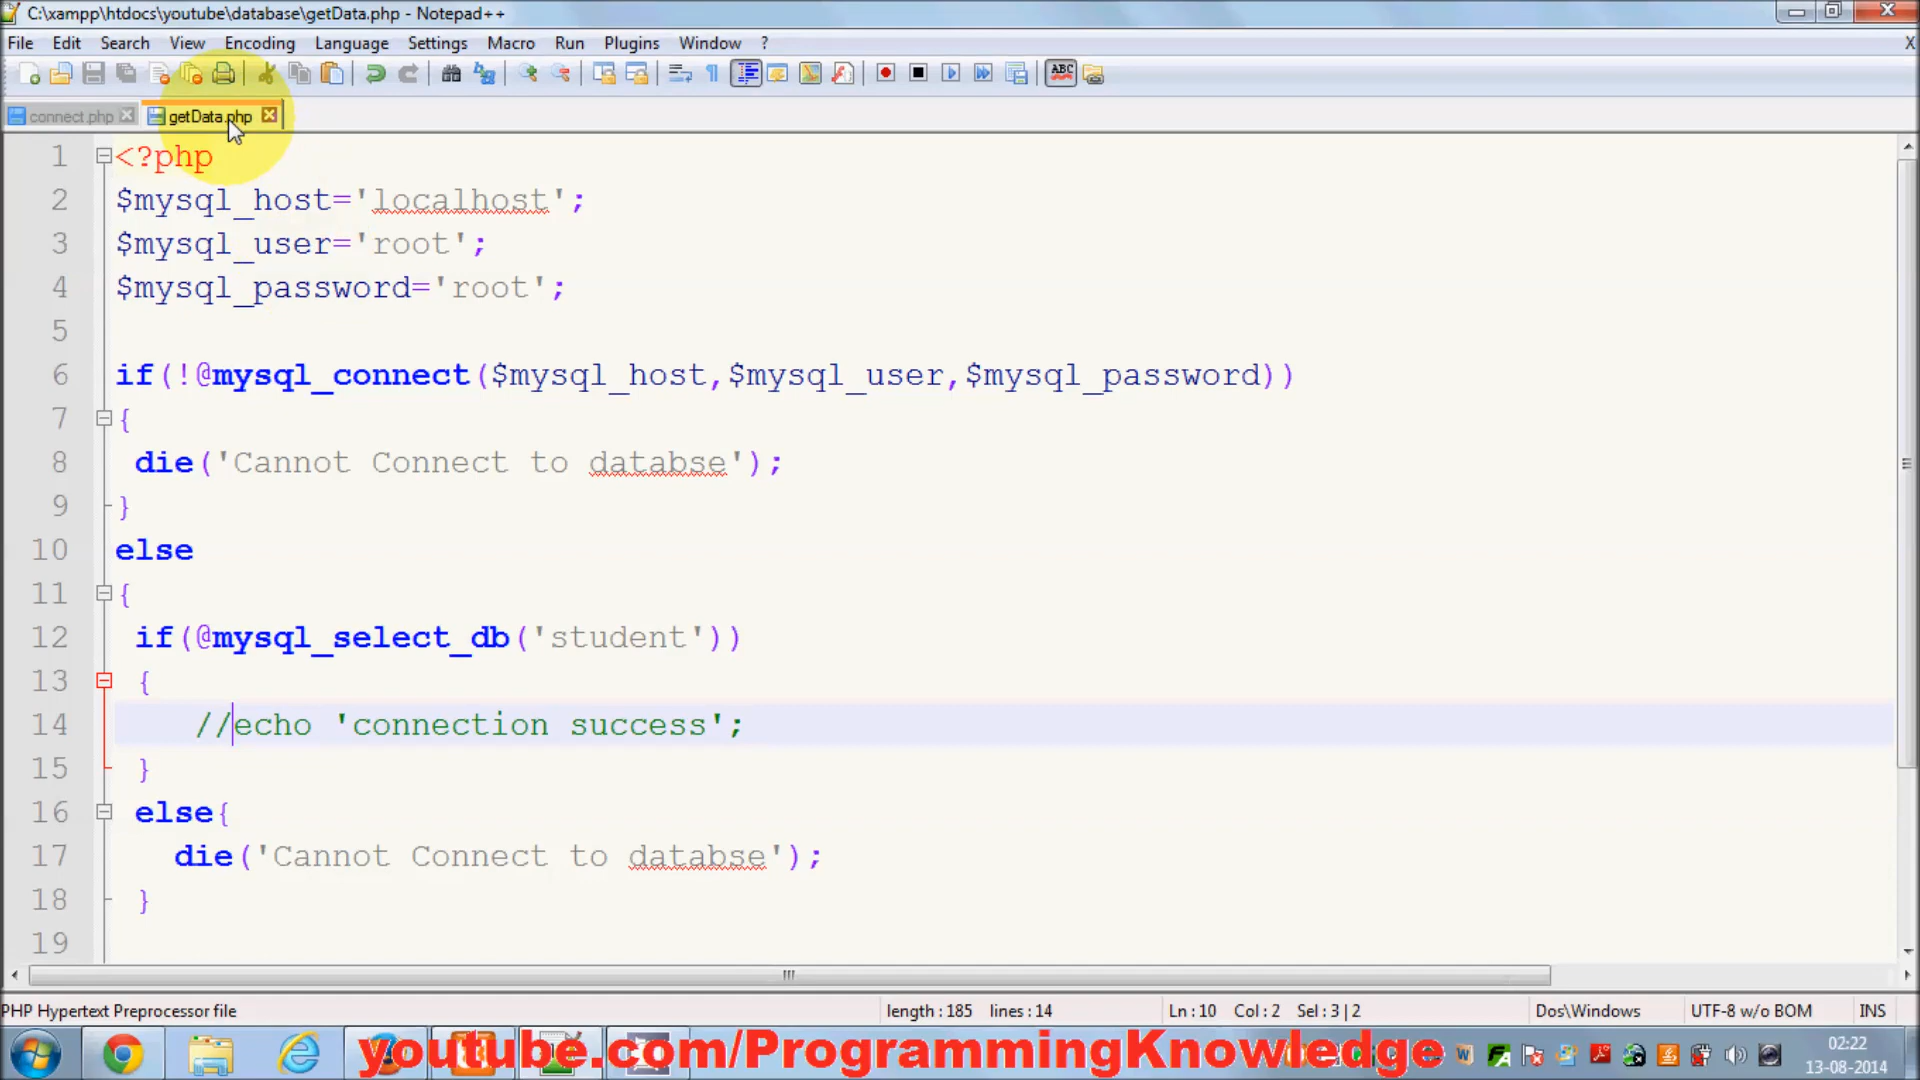 C:\xampp\htdocs\youtube\database\getData.php - Notepad++
File Edit Search View Encoding Language Settings Macro Run Plugins Window ? X
connect.php getData.php
1 <?php
2 $mysql_host='localhost';
3 $mysql_user='root';
4 $mysql_password='root';
5
6 if(!@mysql_connect($mysql_host,$mysql_user,$mysql_password))
7 {
8 die('Cannot Connect to databse');
9 }
10 else
11 {
12 if(@mysql_select_db('student'))
13 {
14 //echo 'connection success';
15 }
16 else{
17 die('Cannot Connect to databse');
18 }
19
PHP Hypertext Preprocessor file length : 185 lines : 14 Ln : 10 Col : 2 Sel : 3 | 2 Dos\Windows UTF-8 w/o BOM INS
youtube.com/ProgrammingKnowledge
02:22
13-08-2014